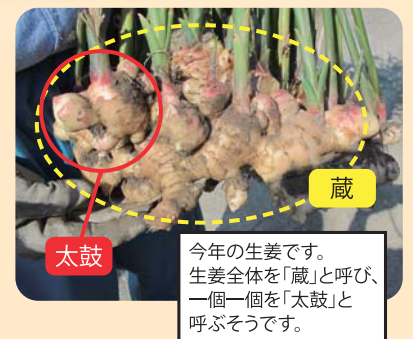 蔵
太鼓
今年の生姜です。
生姜全体を「蔵」と呼び、
一個一個を「太鼓」と
呼ぶそうです。